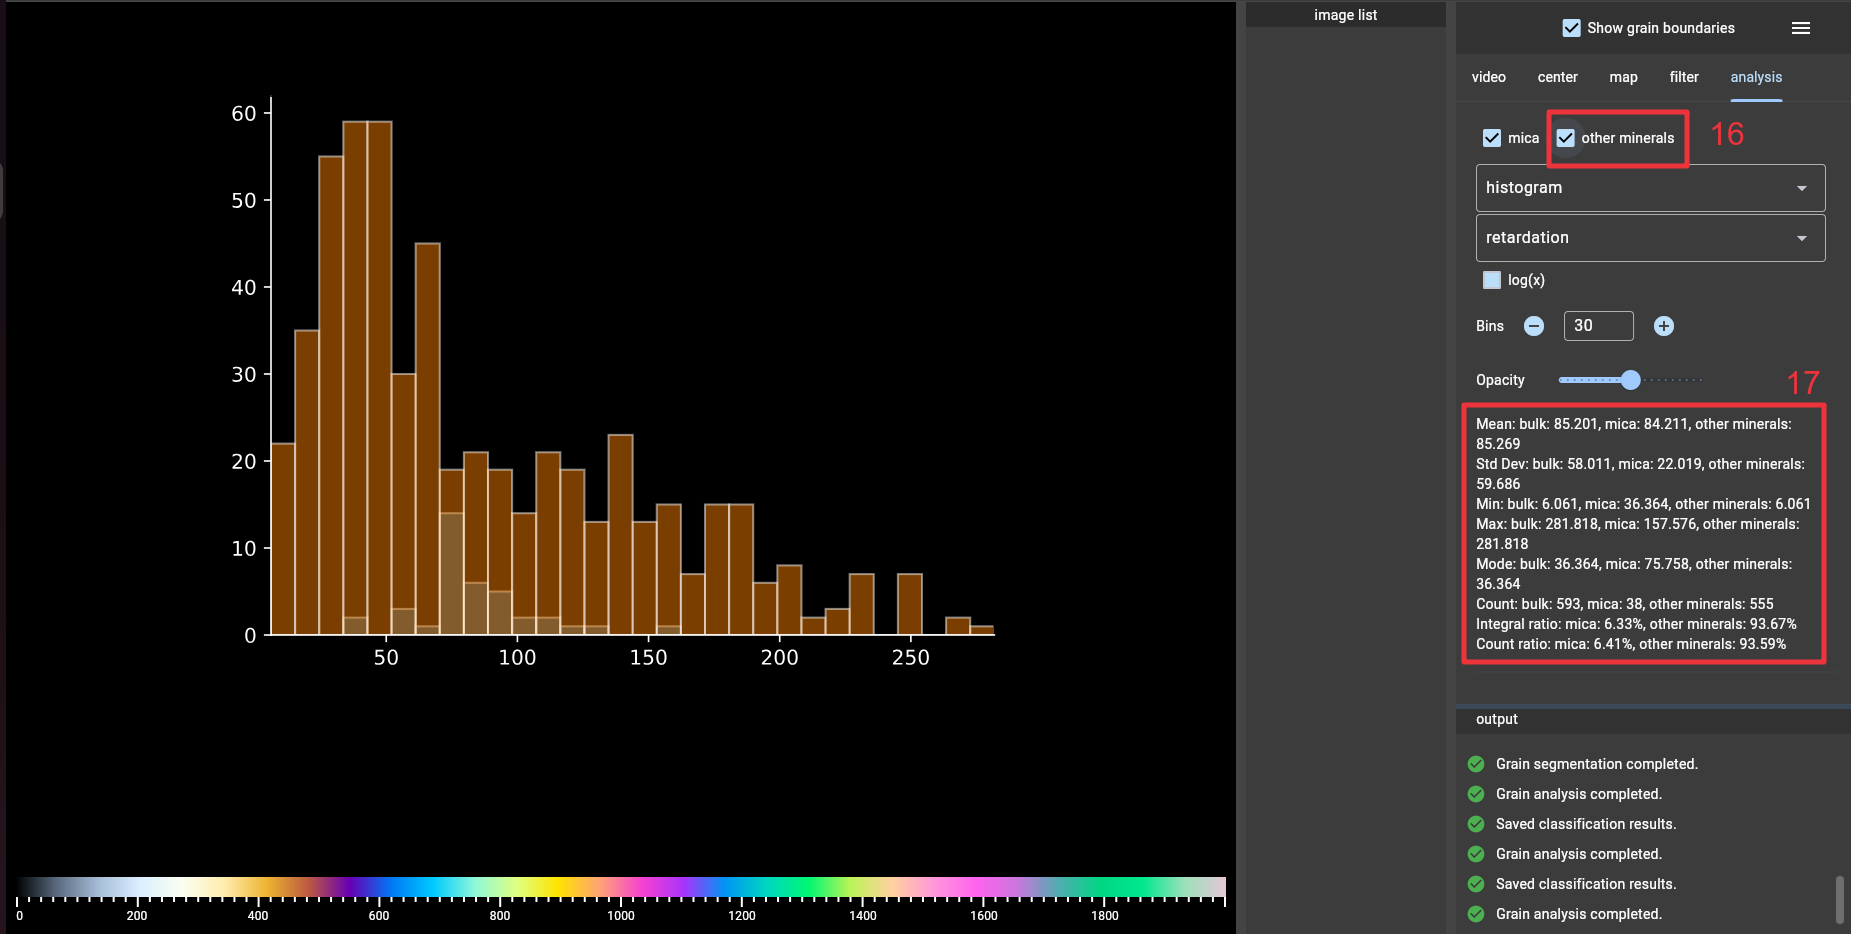 image list
Show grain boundaries
video center map filter analysis
mica other minerals 16
histogram
retardation
log(x)
Bins 30
Opacity 17
Mean: bulk: 85.201, mica: 84.211, other minerals:
85.269
Std Dev: bulk: 58.011, mica: 22.019, other minerals:
59.686
Min: bulk: 6.061, mica: 36.364, other minerals: 6.061
Max: bulk: 281.818, mica: 157.576, other minerals:
281.818
Mode: bulk: 36.364, mica: 75.758, other minerals:
36.364
Count: bulk: 593, mica: 38, other minerals: 555
Integral ratio: mica: 6.33%, other minerals: 93.67%
Count ratio: mica: 6.41%, other minerals: 93.59%
output
Grain segmentation completed.
Grain analysis completed.
Saved classification results.
Grain analysis completed.
Saved classification results.
Grain analysis completed.
60
50
40
30
20
10
0
50 100 150 200 250
0 200 400 600 800 1000 1200 1400 1600 1800